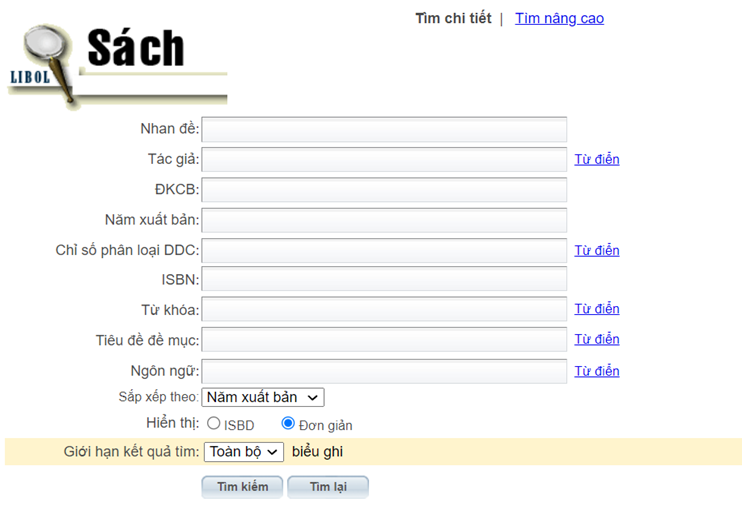 Tìm chi tiết | Tìm nâng cao
Sách
LIBOL
Nhan đề:
Tác giả: Từ điển
ĐKCB:
Năm xuất bản:
Chỉ số phân loại DDC: Từ điển
ISBN:
Từ khóa: Từ điển
Tiêu đề đề mục: Từ điển
Ngôn ngữ: Từ điển
Sắp xếp theo: Năm xuất bản
Hiển thị: ISBD Đơn giản
Giới hạn kết quả tìm: Toàn bộ biểu ghi
Tìm kiếm Tìm lại